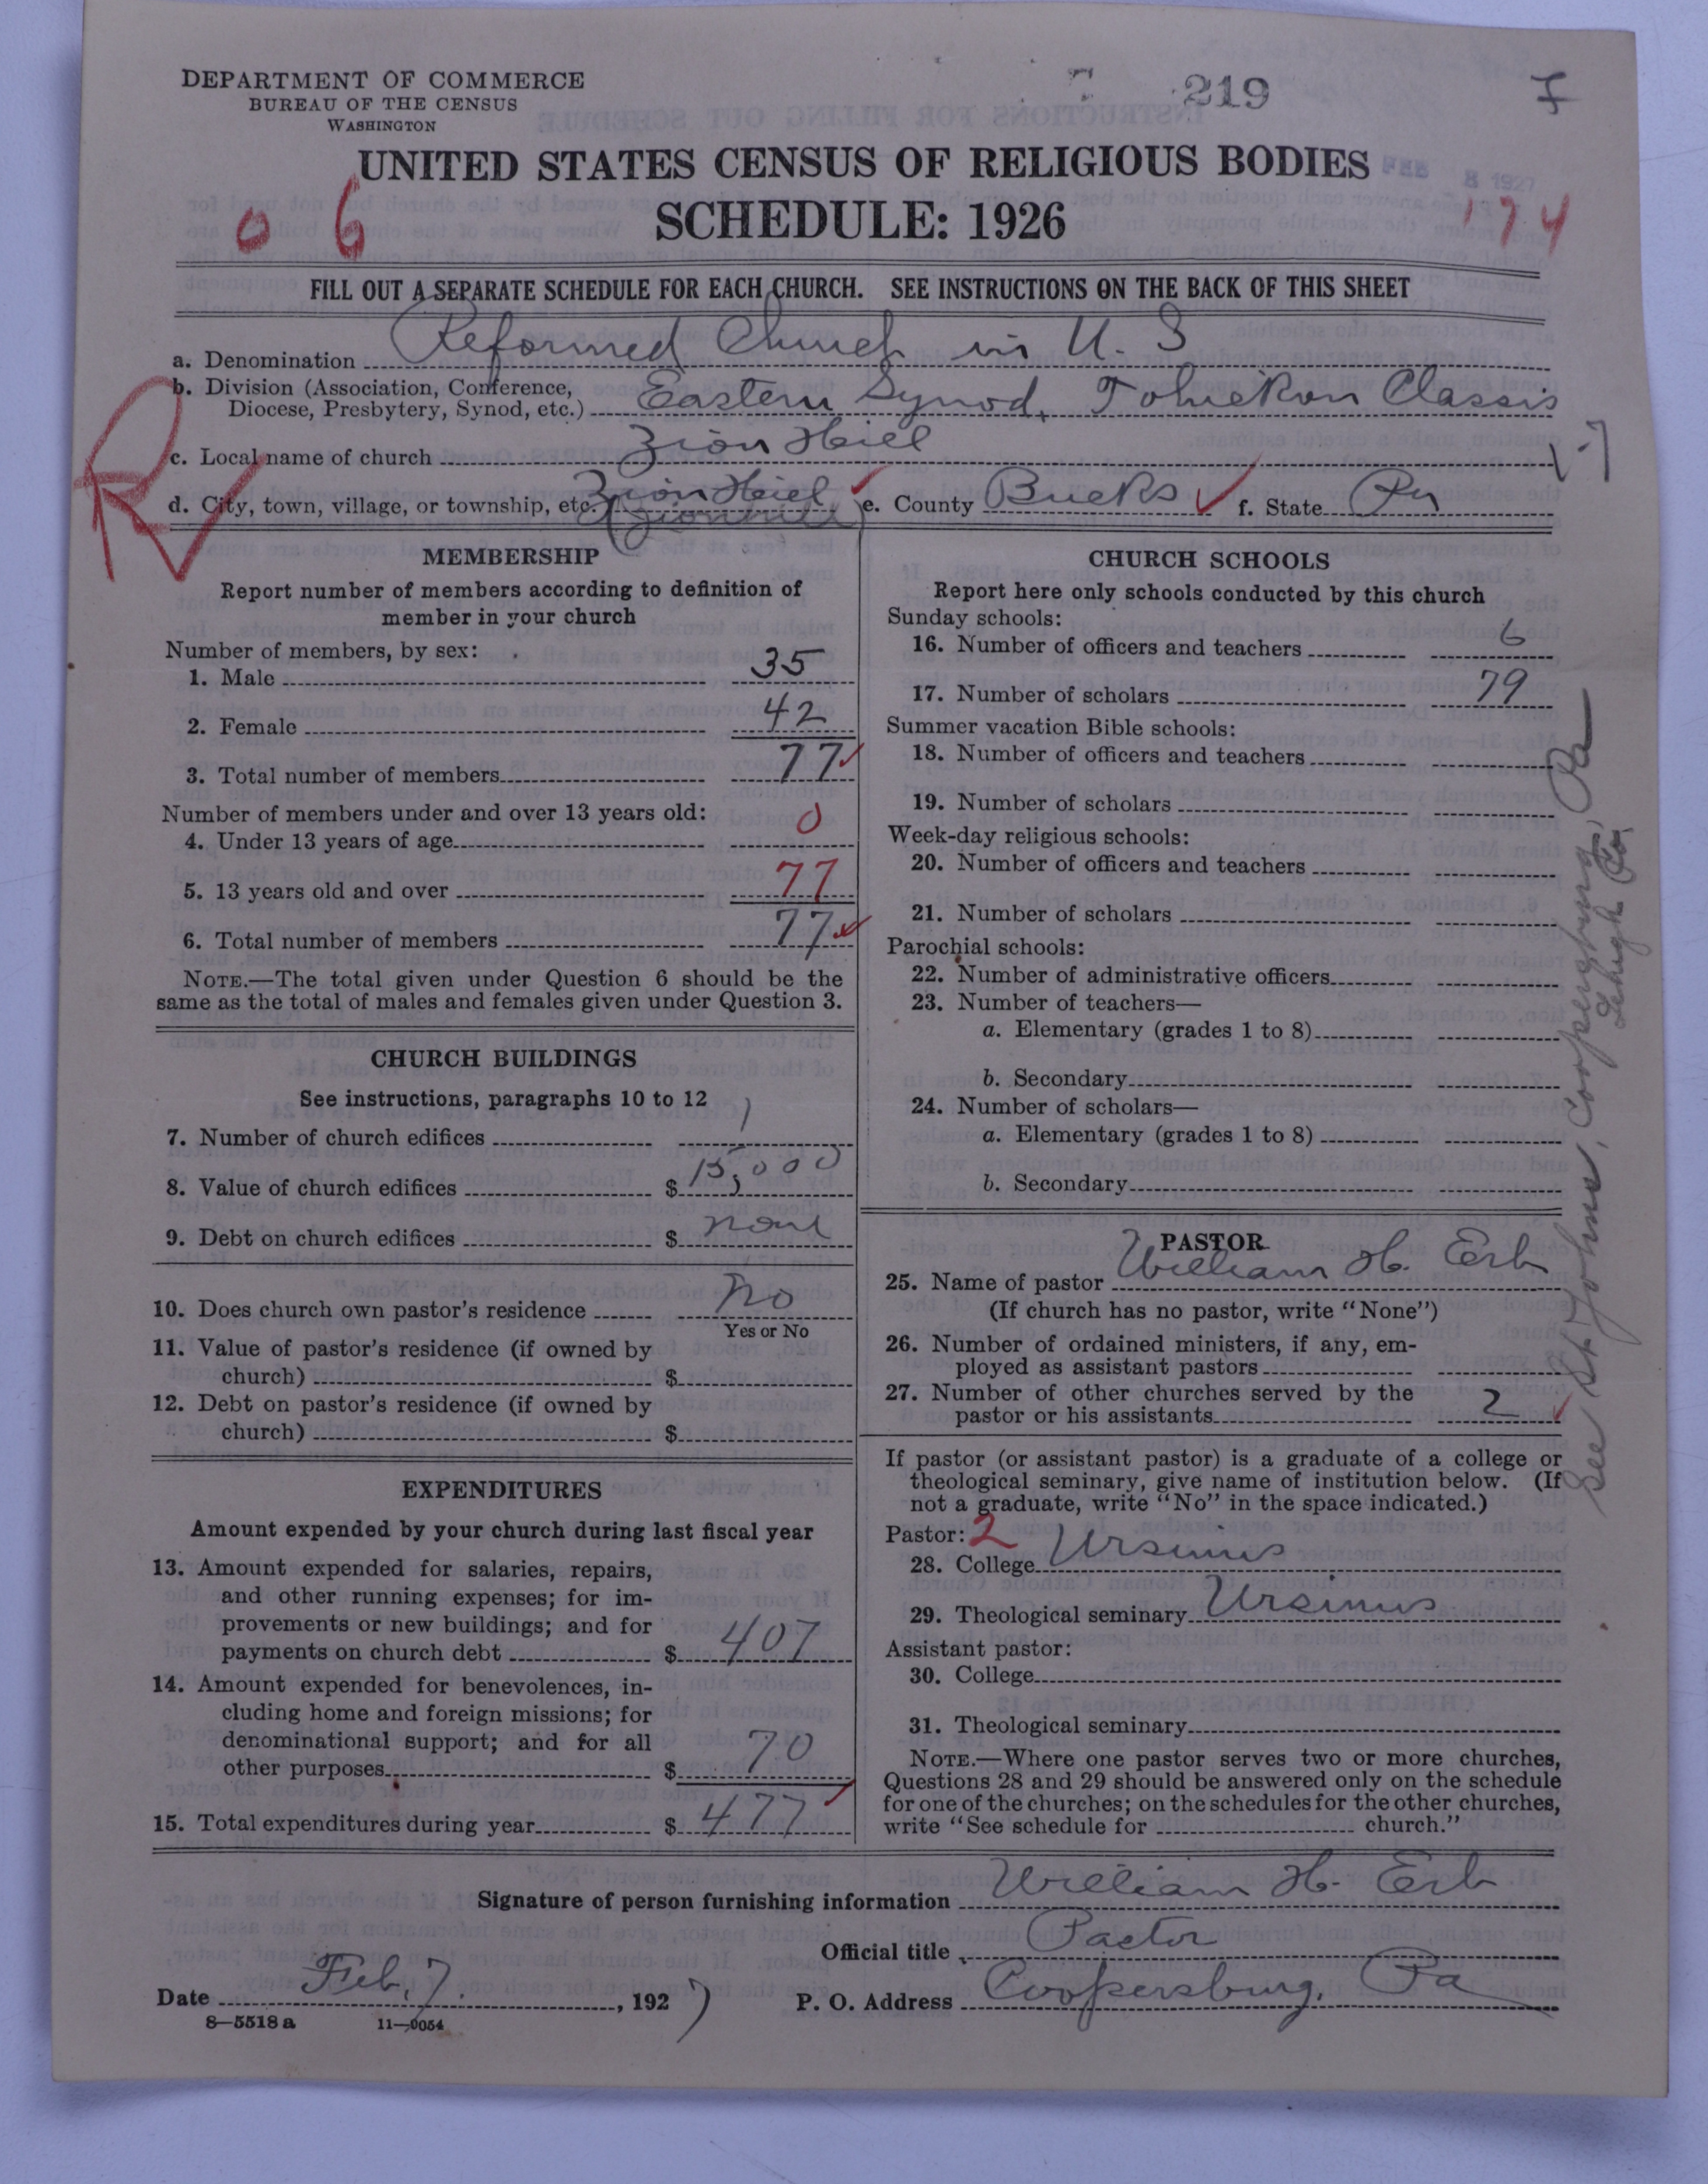 DEPARTMENT OF COMMERCE
BUREAU OF THE CENSUS
WASHINGTON
219
UNITED STATES CENSUS OF RELIGIOUS BODIES
FEB 8 1927
SCHEDULE: 1926
0 6
174
FILL OUT A SEPARATE SCHEDULE FOR EACH CHURCH. SEE INSTRUCTIONS ON THE BACK OF THIS SHEET
a. Denomination Reformed Church in U. S
b. Division (Association, Conference,
Diocese, Presbytery, Synod, etc.) Eastern Synod, Tohickon Classis
R
c. Local name of church Zion Hill
d. City, town, village, or township, etc. Zion Hill (Zionhill) e. County Bucks f. State Pa
MEMBERSHIP
Report number of members according to definition of
member in your church
Number of members, by sex:
1. Male 35
2. Female 42
3. Total number of members 77
Number of members under and over 13 years old:
4. Under 13 years of age 0
5. 13 years old and over 77
6. Total number of members 77
NOTE.—The total given under Question 6 should be the
same as the total of males and females given under Question 3.
CHURCH BUILDINGS
See instructions, paragraphs 10 to 12
7. Number of church edifices 1
8. Value of church edifices $ 15,000
9. Debt on church edifices $ none
10. Does church own pastor's residence No
Yes or No
11. Value of pastor's residence (if owned by
church) $
12. Debt on pastor's residence (if owned by
church) $
EXPENDITURES
Amount expended by your church during last fiscal year
13. Amount expended for salaries, repairs,
and other running expenses; for im-
provements or new buildings; and for
payments on church debt $ 407
14. Amount expended for benevolences, in-
cluding home and foreign missions; for
denominational support; and for all
other purposes $ 70
15. Total expenditures during year $ 477
CHURCH SCHOOLS
Report here only schools conducted by this church
Sunday schools:
16. Number of officers and teachers 6
17. Number of scholars 79
Summer vacation Bible schools:
18. Number of officers and teachers
19. Number of scholars
Week-day religious schools:
20. Number of officers and teachers
21. Number of scholars
Parochial schools:
22. Number of administrative officers
23. Number of teachers—
a. Elementary (grades 1 to 8)
b. Secondary
24. Number of scholars—
a. Elementary (grades 1 to 8)
b. Secondary
PASTOR
25. Name of pastor William H. Erb
(If church has no pastor, write "None")
26. Number of ordained ministers, if any, em-
ployed as assistant pastors
27. Number of other churches served by the
pastor or his assistants 2
If pastor (or assistant pastor) is a graduate of a college or
theological seminary, give name of institution below. (If
not a graduate, write "No" in the space indicated.)
Pastor: 2
28. College Ursinus
29. Theological seminary Ursinus
Assistant pastor:
30. College
31. Theological seminary
NOTE.—Where one pastor serves two or more churches,
Questions 28 and 29 should be answered only on the schedule
for one of the churches; on the schedules for the other churches,
write "See schedule for church."
See St. Johns, Coopersburg, Pa
Lehigh Co.
Signature of person furnishing information William H. Erb
Official title Pastor
Date Feb. 7, 1927 P. O. Address Coopersburg, Pa
8—5518 a 11—9054